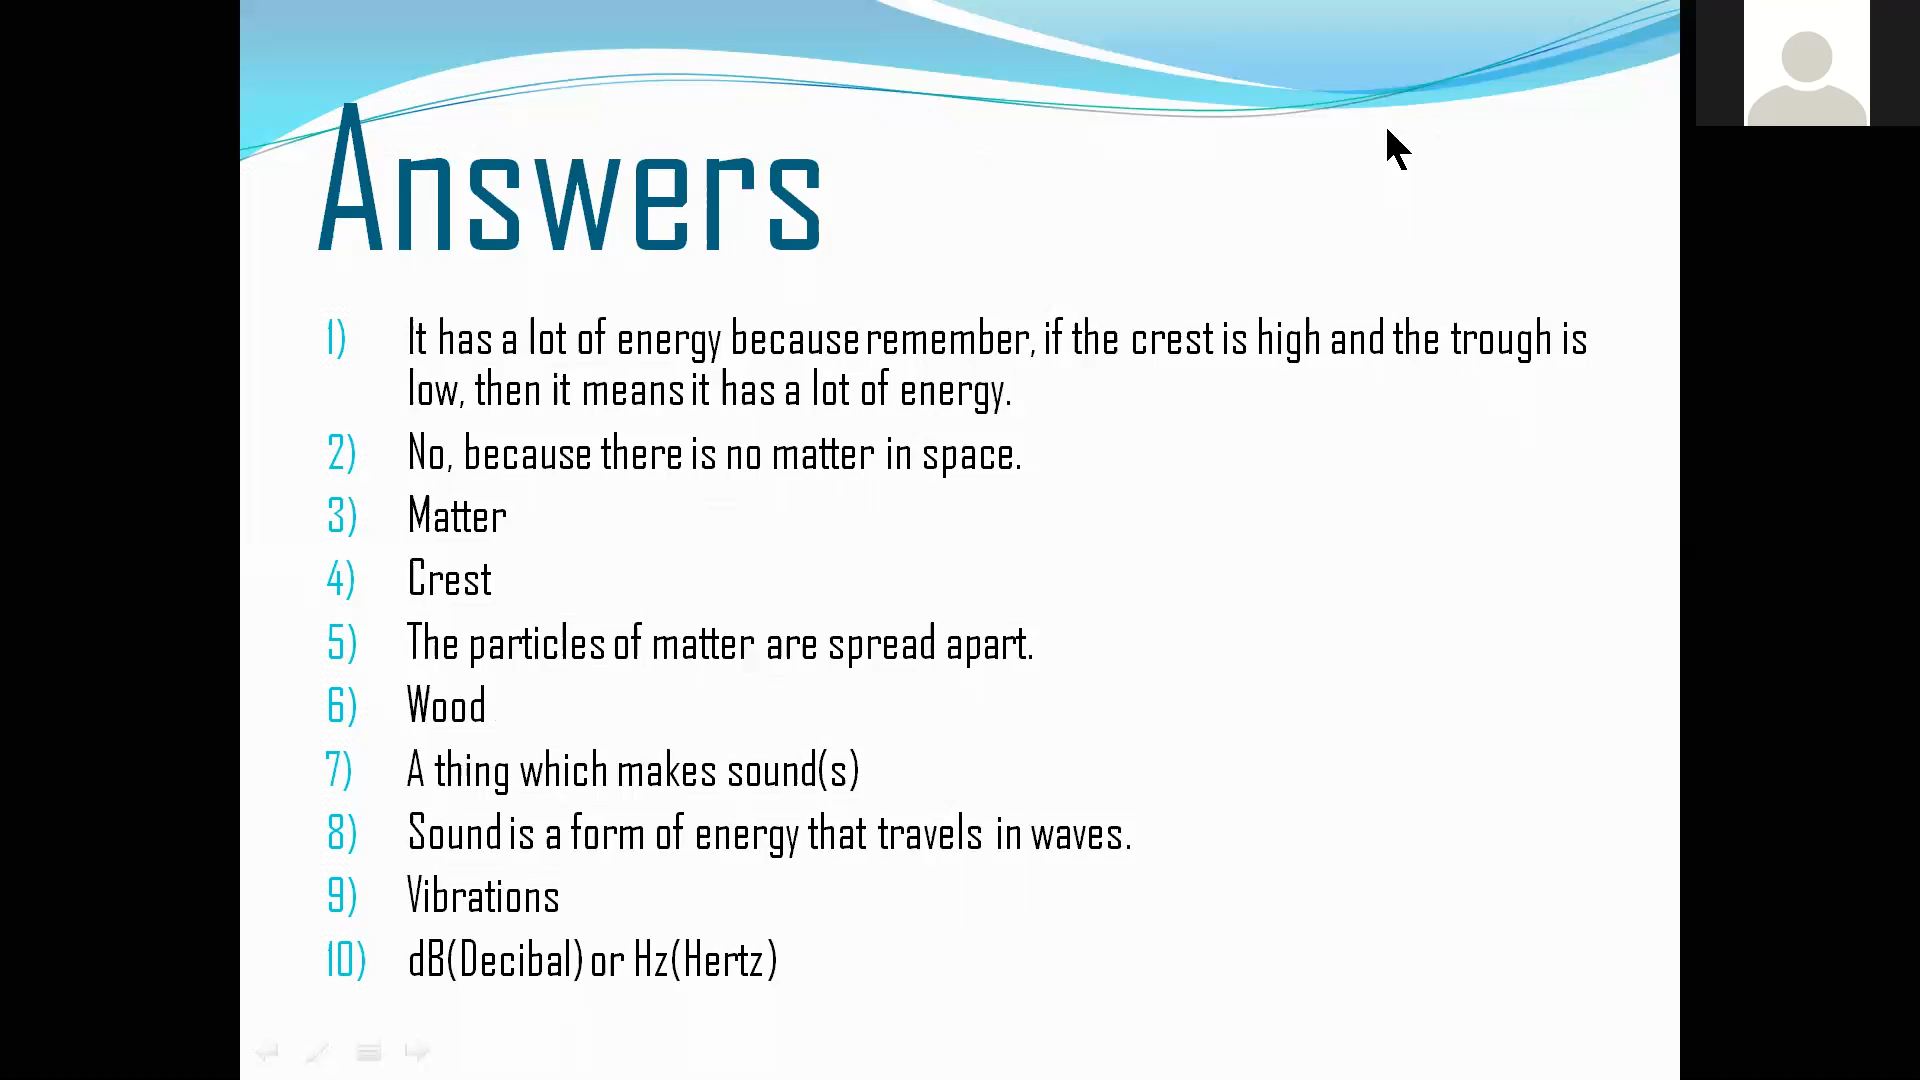 Answers
1) It has a lot of energy because remember, if the crest is high and the trough is
low, then it means it has a lot of energy.
2) No, because there is no matter in space.
3) Matter
4) Crest
5) The particles of matter are spread apart.
6) Wood
7) A thing which makes sound(s)
8) Sound is a form of energy that travels in waves.
9) Vibrations
10) dB(Decibal) or Hz(Hertz)